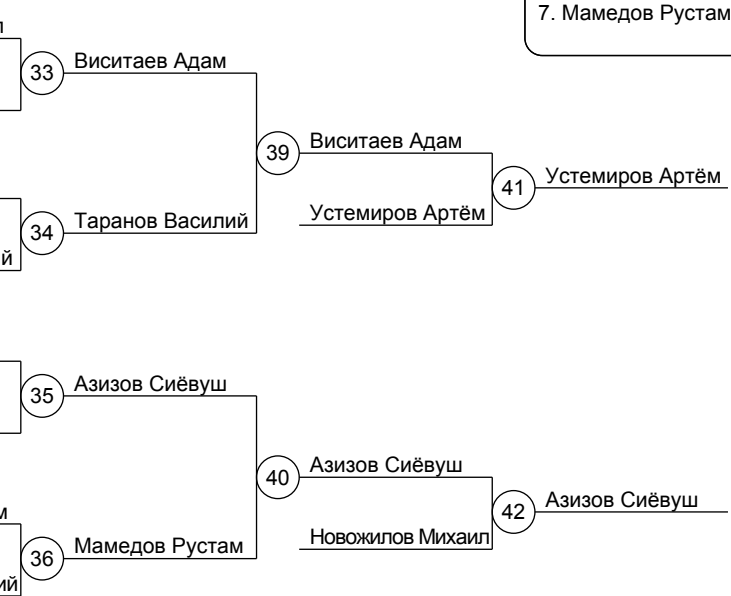 7. Мамедов Рустам
33
Виситаев Адам
39
Виситаев Адам
41
Устемиров Артём
Устемиров Артём
34
Таранов Василий
35
Азизов Сиёвуш
40
Азизов Сиёвуш
42
Азизов Сиёвуш
Новожилов Михаил
36
Мамедов Рустам